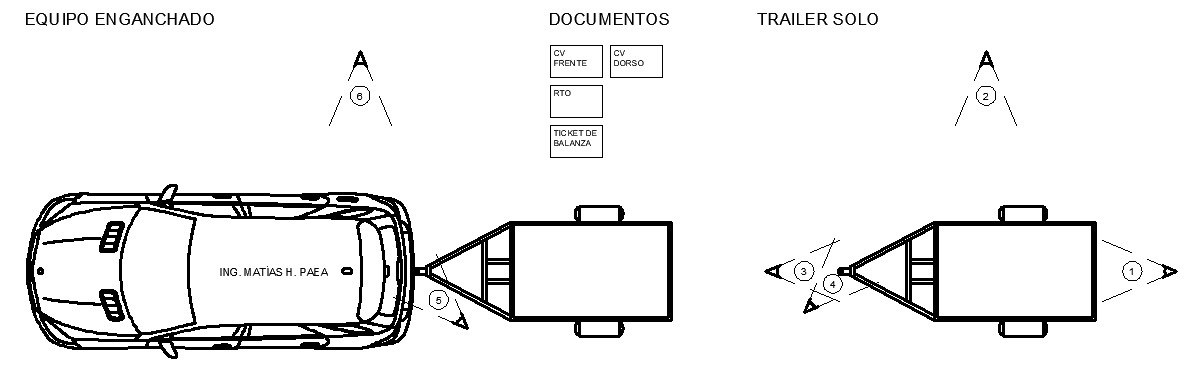 EQUIPO ENGANCHADO
DOCUMENTOS
TRAILER SOLO
CV
FRENTE
CV
DORSO
RTO
TICKET DE
BALANZA
6
2
ING. MATÍAS H. PAEA
5
3
4
1